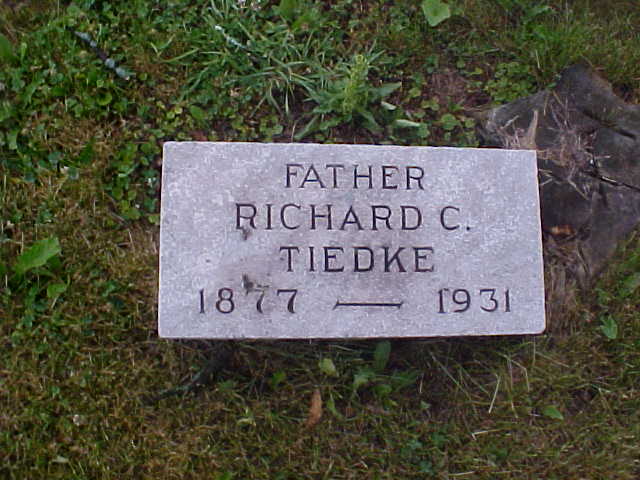 FATHER
RICHARD C.
TIEDKE
1877 — 1931